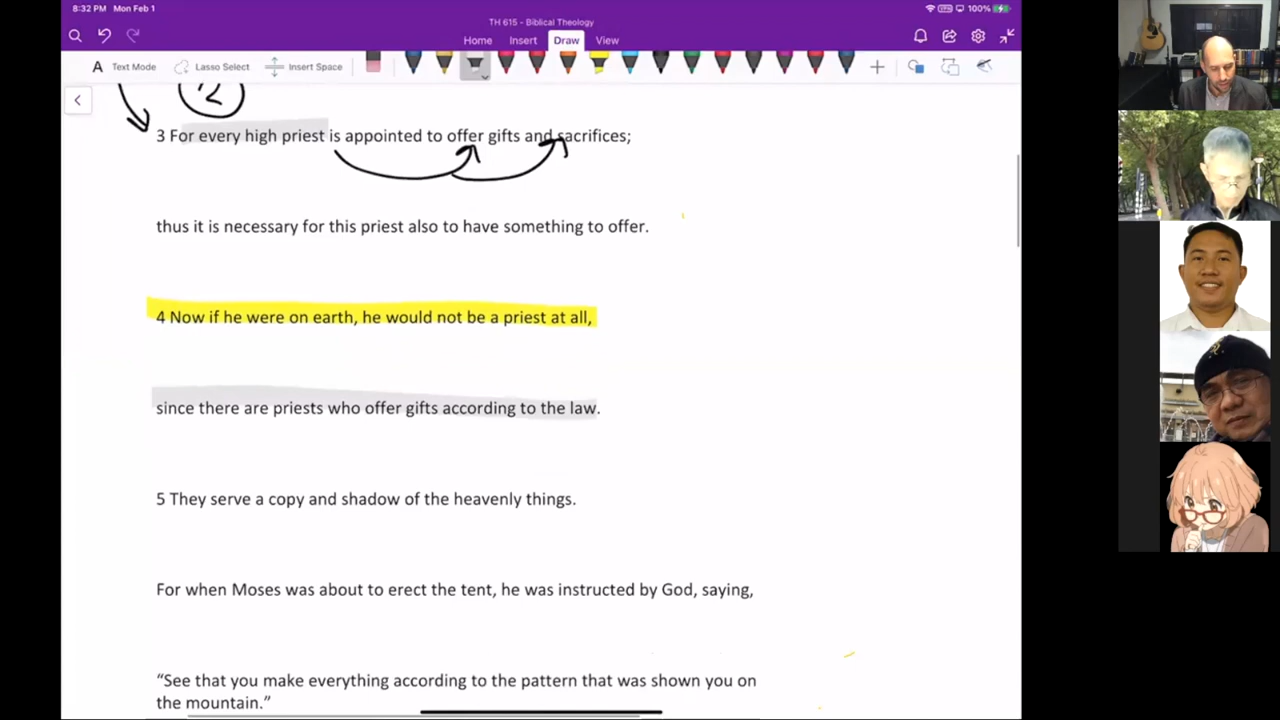 8:32 PM Mon Feb 1
100%
TH 615 - Biblical Theology
Home Insert Draw View
A Text Mode Lasso Select Insert Space
12
3 For every high priest is appointed to offer gifts and sacrifices;
thus it is necessary for this priest also to have something to offer.
4 Now if he were on earth, he would not be a priest at all,
since there are priests who offer gifts according to the law.
5 They serve a copy and shadow of the heavenly things.
For when Moses was about to erect the tent, he was instructed by God, saying,
“See that you make everything according to the pattern that was shown you on
the mountain.”